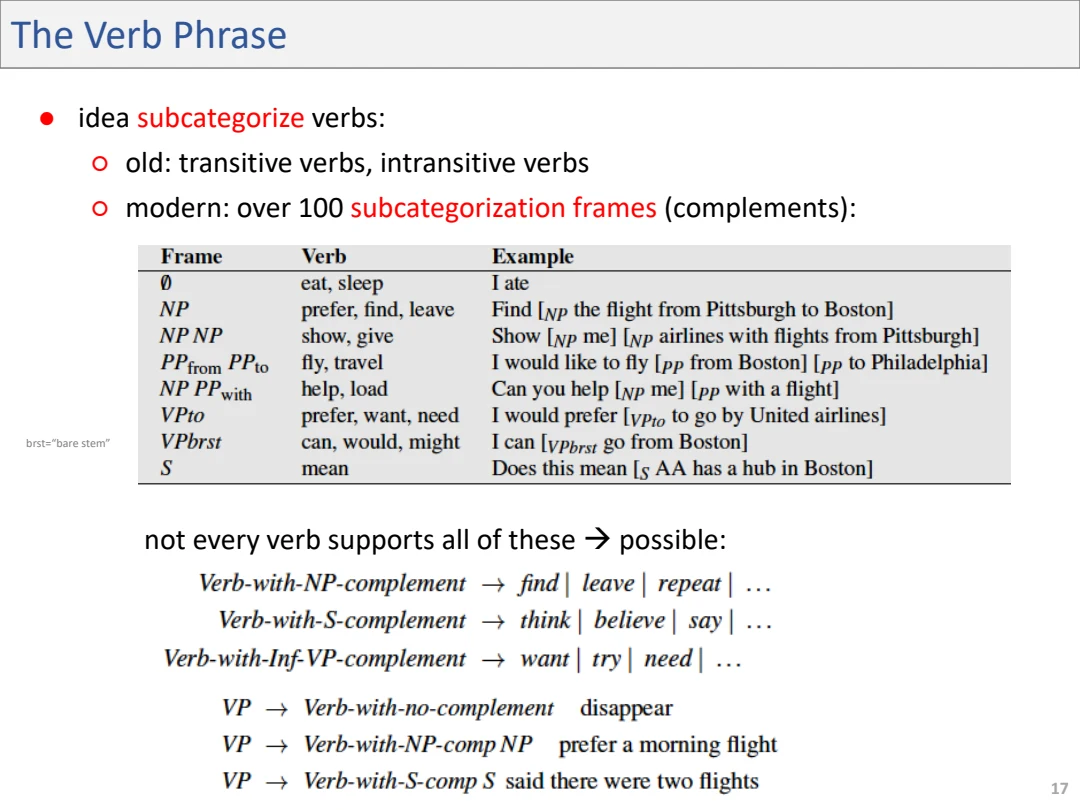 The Verb Phrase
● idea subcategorize verbs:
○ old: transitive verbs, intransitive verbs
○ modern: over 100 subcategorization frames (complements):
Frame Verb Example
∅ eat, sleep I ate
NP prefer, find, leave Find [NP the flight from Pittsburgh to Boston]
NP NP show, give Show [NP me] [NP airlines with flights from Pittsburgh]
PPfrom PPto fly, travel I would like to fly [PP from Boston] [PP to Philadelphia]
NP PPwith help, load Can you help [NP me] [PP with a flight]
VPto prefer, want, need I would prefer [VPto to go by United airlines]
brst=“bare stem” VPbrst can, would, might I can [VPbrst go from Boston]
S mean Does this mean [S AA has a hub in Boston]
not every verb supports all of these → possible:
Verb-with-NP-complement → find | leave | repeat | ...
Verb-with-S-complement → think | believe | say | ...
Verb-with-Inf-VP-complement → want | try | need | ...
VP → Verb-with-no-complement disappear
VP → Verb-with-NP-comp NP prefer a morning flight
VP → Verb-with-S-comp S said there were two flights
17